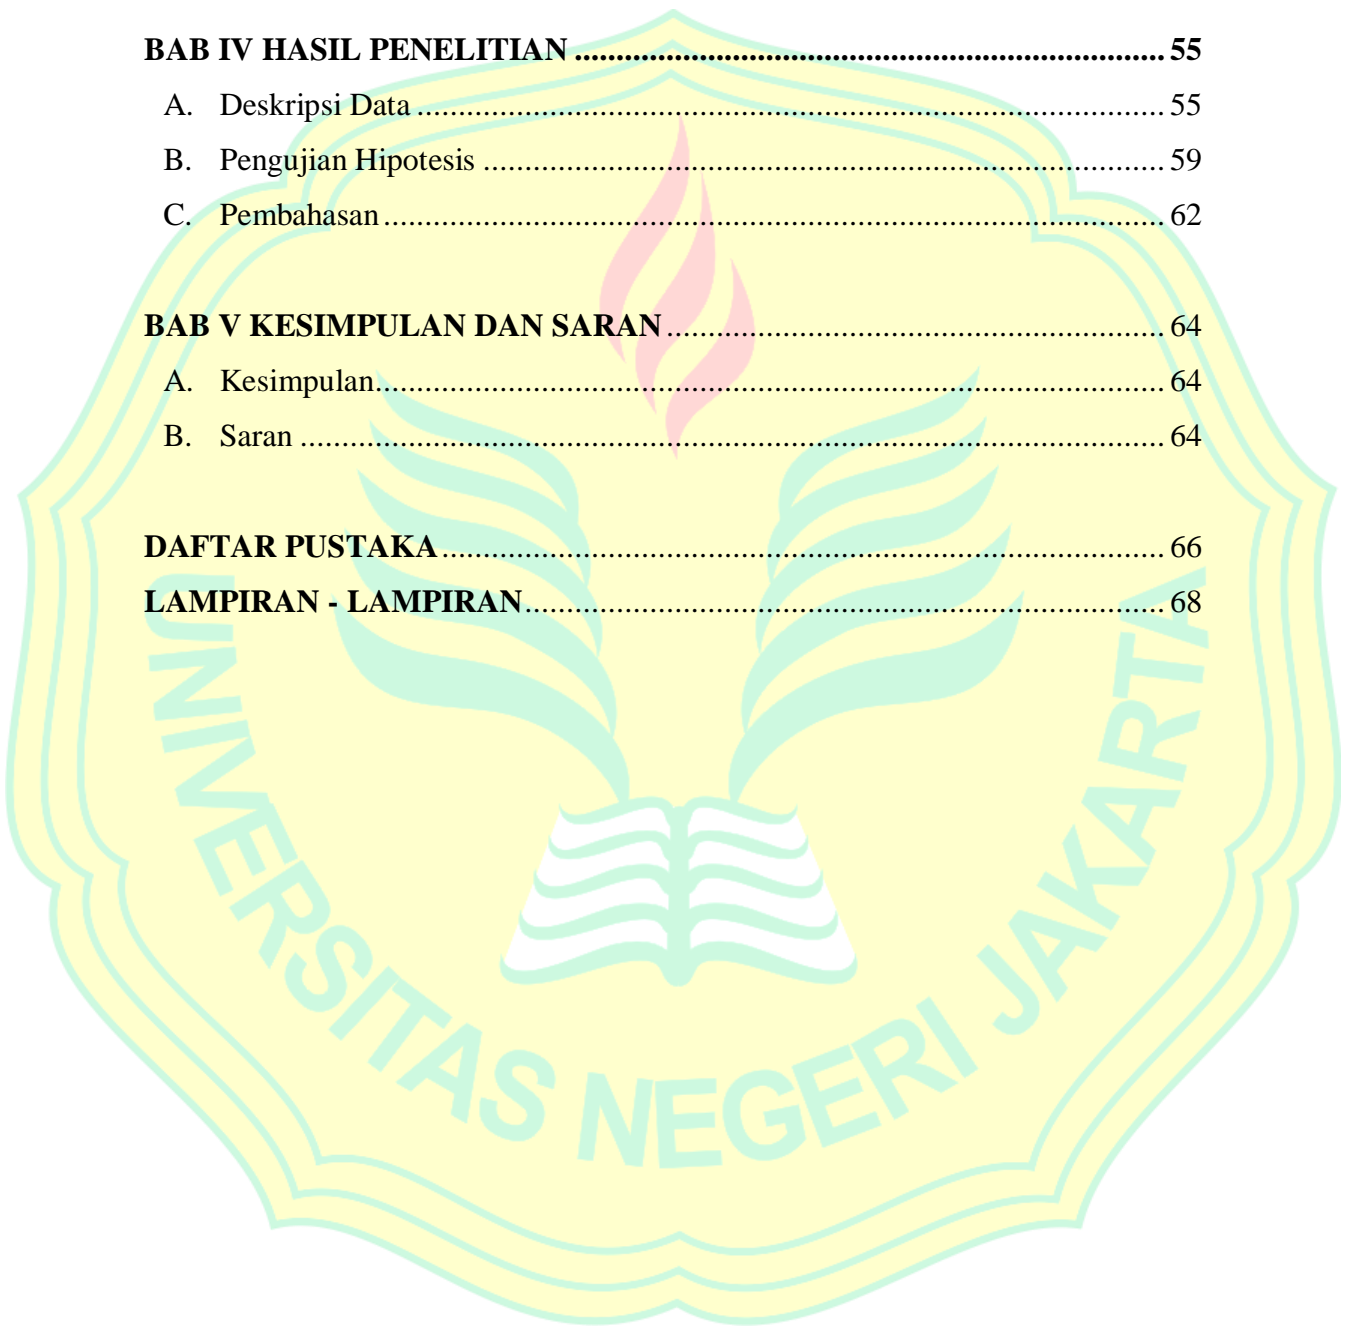 BAB IV HASIL PENELITIAN ........................................................................ 55
A. Deskripsi Data ........................................................................................... 55
B. Pengujian Hipotesis ................................................................................... 59
C. Pembahasan ............................................................................................... 62
BAB V KESIMPULAN DAN SARAN ............................................................. 64
A. Kesimpulan ................................................................................................ 64
B. Saran .......................................................................................................... 64
DAFTAR PUSTAKA ........................................................................................ 66
LAMPIRAN - LAMPIRAN .............................................................................. 68
UNIVERSITAS NEGERI JAKARTA